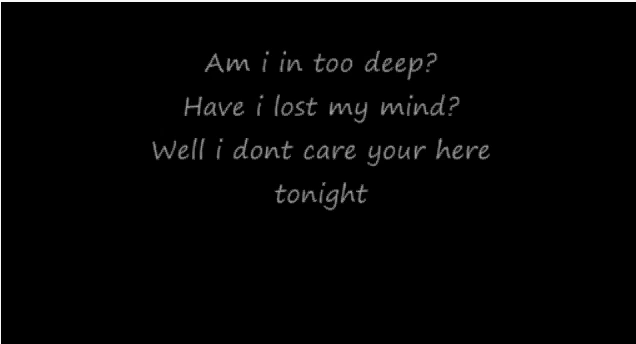 Am i in too deep?
Have i lost my mind?
Well i dont care your here
tonight